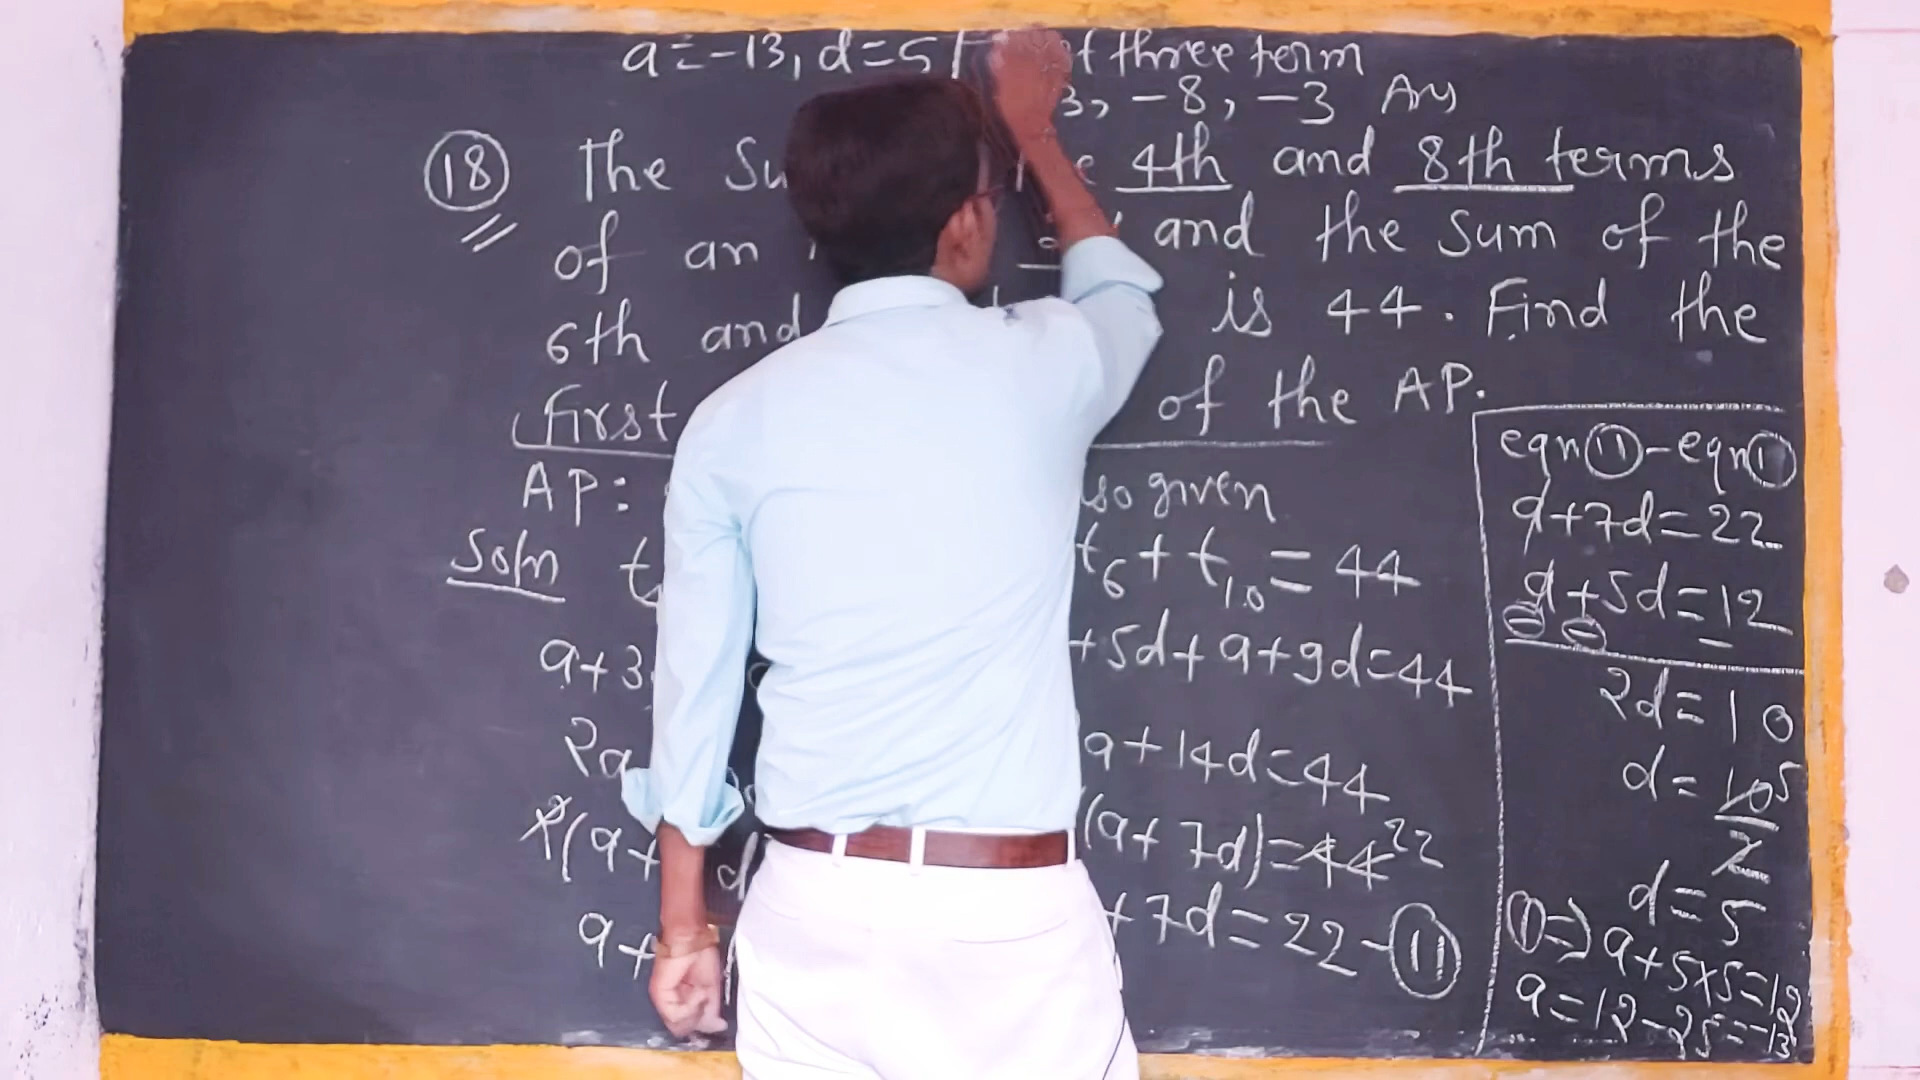 a=-13, d=5 three term
3, -8, -3 Ans
18 The 4th and 8th terms
of an and the sum of the
6th and is 44. Find the
First of the AP.
AP: so given
Soln t6+t10=44
a+3 +5d+a+9d=44
2a a+14d=44
2(a+ (a+7d)=44 22
a+ +7d=22-11
eqn 11-eqn 1
a+7d=22
a+5d=12
- -
2d=10
d=10 5
2
d=5
1⇒ a+5×5=12
a=12-25=-13